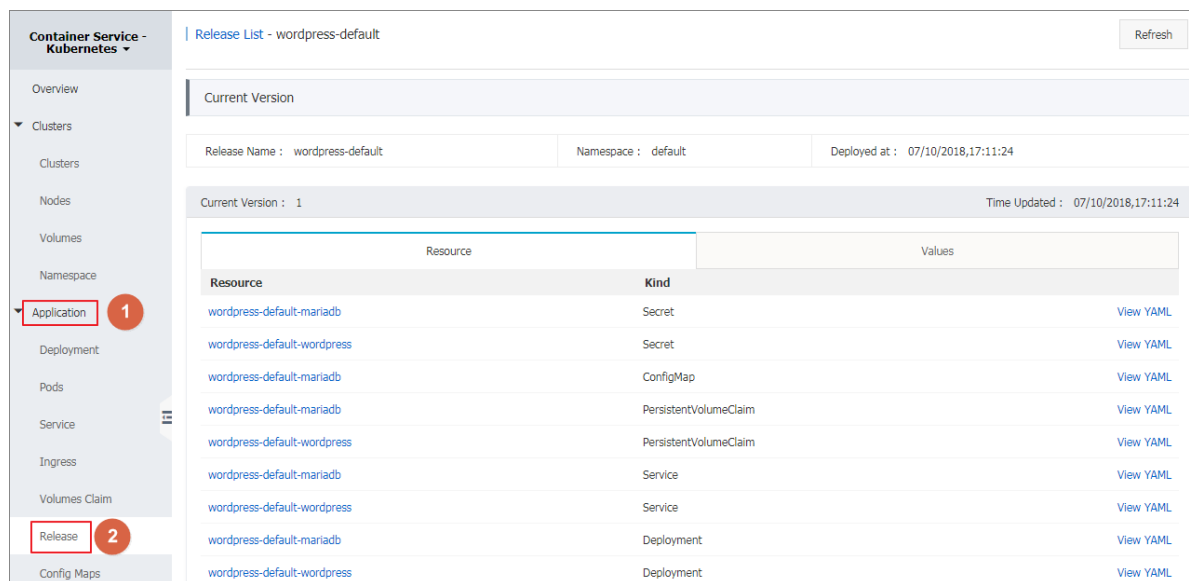 Container Service -
Kubernetes
Overview
Clusters
Clusters
Nodes
Volumes
Namespace
Application
1
Deployment
Pods
Service
Ingress
Volumes Claim
Release
2
Config Maps
Release List - wordpress-default
Refresh
Current Version
Release Name : wordpress-default Namespace : default Deployed at : 07/10/2018,17:11:24
Current Version : 1 Time Updated : 07/10/2018,17:11:24
Resource Values
Resource Kind
wordpress-default-mariadb Secret View YAML
wordpress-default-wordpress Secret View YAML
wordpress-default-mariadb ConfigMap View YAML
wordpress-default-mariadb PersistentVolumeClaim View YAML
wordpress-default-wordpress PersistentVolumeClaim View YAML
wordpress-default-mariadb Service View YAML
wordpress-default-wordpress Service View YAML
wordpress-default-mariadb Deployment View YAML
wordpress-default-wordpress Deployment View YAML